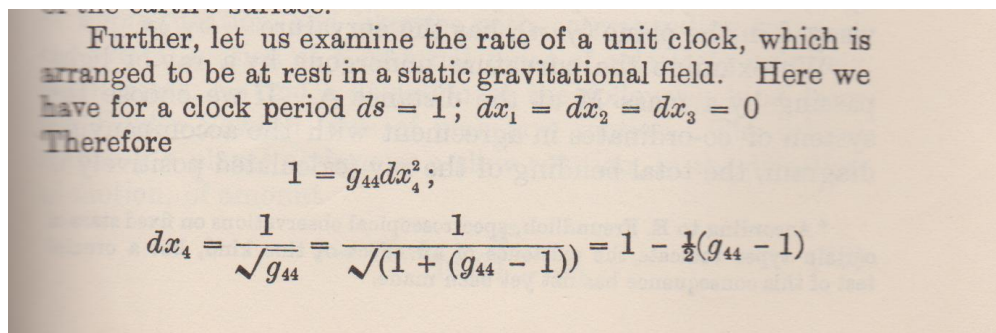 Further, let us examine the rate of a unit clock, which is
arranged to be at rest in a static gravitational field. Here we
have for a clock period ds = 1; dx₁ = dx₂ = dx₃ = 0
Therefore
1 = g₄₄dx₄²;
dx₄ = 1/√g₄₄ = 1/√(1 + (g₄₄ − 1)) = 1 − ½(g₄₄ − 1)